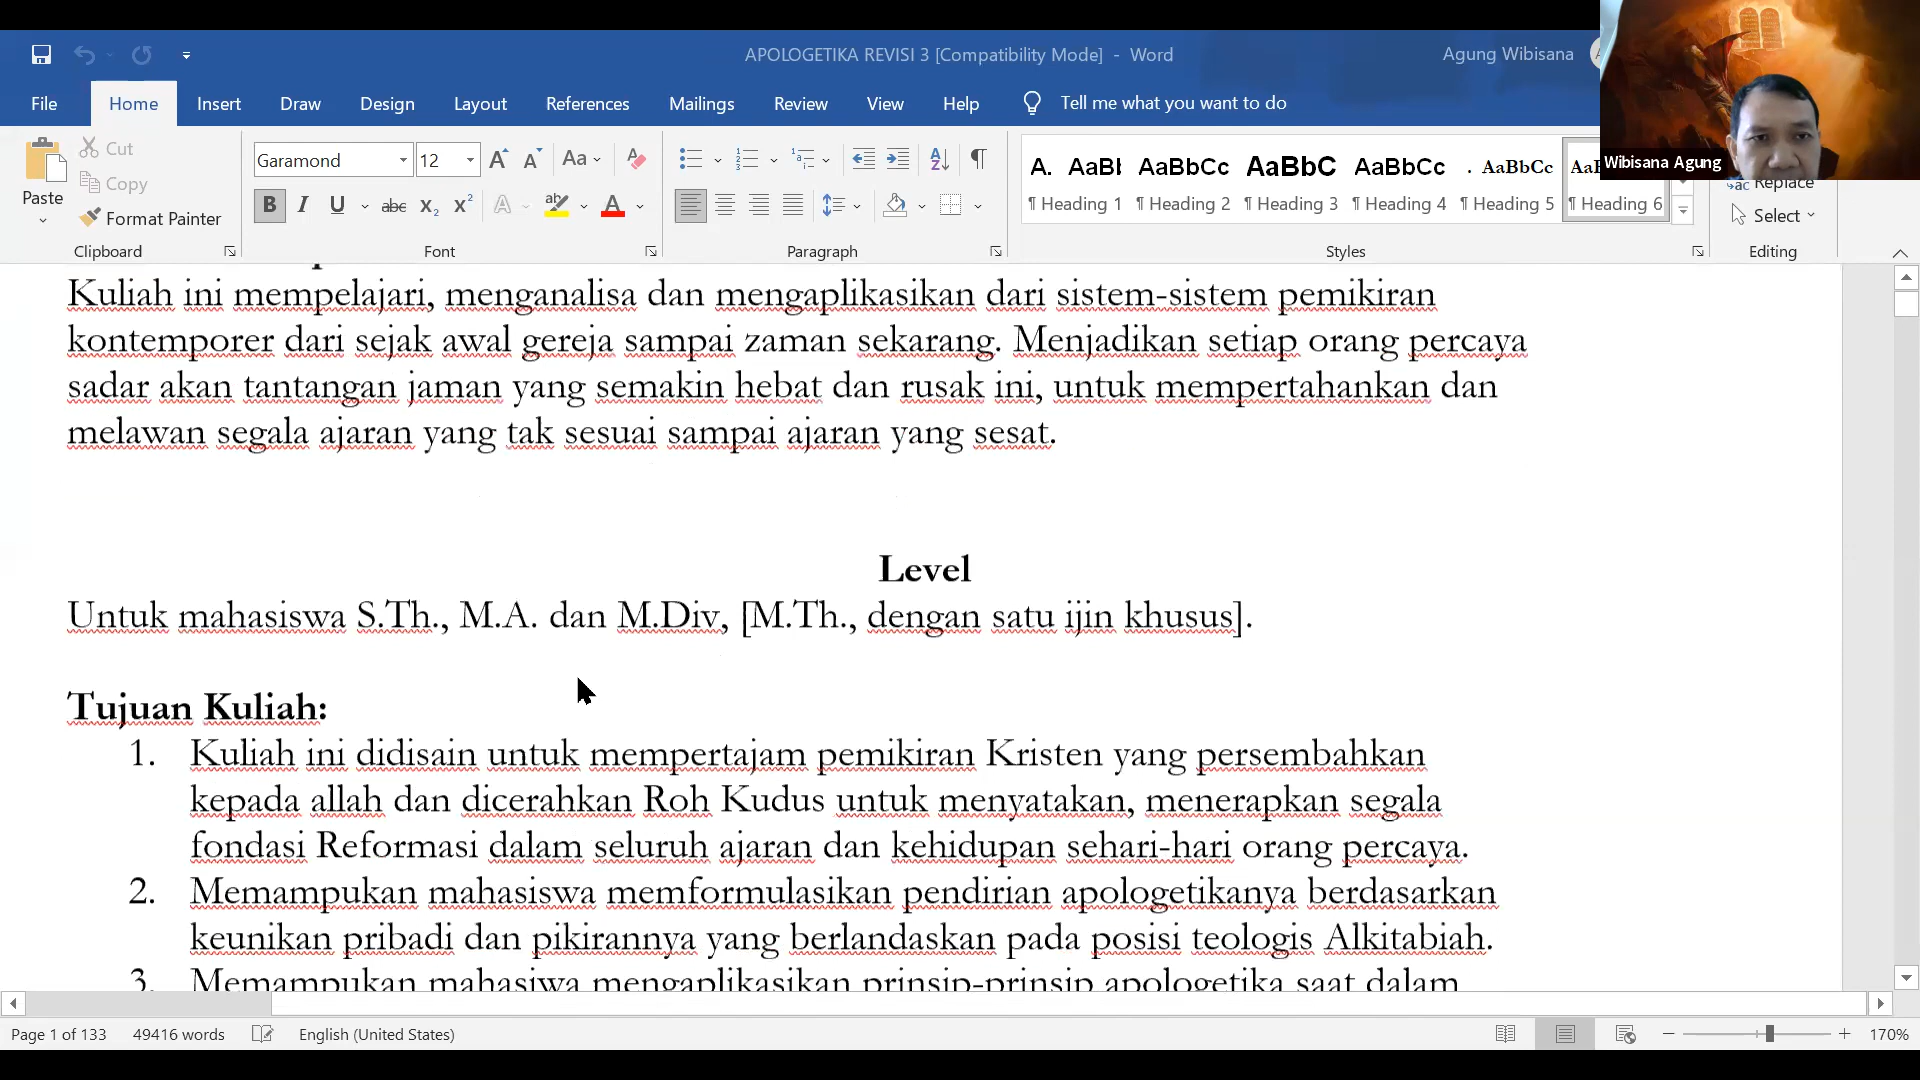 APOLOGETIKA REVISI 3 [Compatibility Mode] - Word
Agung Wibisana
File Home Insert Draw Design Layout References Mailings Review View Help Tell me what you want to do
Wibisana Agung
Paste
Cut
Copy
Format Painter
Clipboard
Garamond 12
Font
Paragraph
A. AaBl AaBbCc AaBbC AaBbCc . AaBbCc
¶ Heading 1 ¶ Heading 2 ¶ Heading 3 ¶ Heading 4 ¶ Heading 5 ¶ Heading 6
Styles
Replace
Select
Editing
Kuliah ini mempelajari, menganalisa dan mengaplikasikan dari sistem-sistem pemikiran
kontemporer dari sejak awal gereja sampai zaman sekarang. Menjadikan setiap orang percaya
sadar akan tantangan jaman yang semakin hebat dan rusak ini, untuk mempertahankan dan
melawan segala ajaran yang tak sesuai sampai ajaran yang sesat.
Level
Untuk mahasiswa S.Th., M.A. dan M.Div, [M.Th., dengan satu ijin khusus].
Tujuan Kuliah:
1. Kuliah ini didisain untuk mempertajam pemikiran Kristen yang persembahkan
kepada allah dan dicerahkan Roh Kudus untuk menyatakan, menerapkan segala
fondasi Reformasi dalam seluruh ajaran dan kehidupan sehari-hari orang percaya.
2. Memampukan mahasiswa memformulasikan pendirian apologetikanya berdasarkan
keunikan pribadi dan pikirannya yang berlandaskan pada posisi teologis Alkitabiah.
3. Memampukan mahasiwa mengaplikasikan prinsip-prinsip apologetika saat dalam
Page 1 of 133 49416 words English (United States) 170%